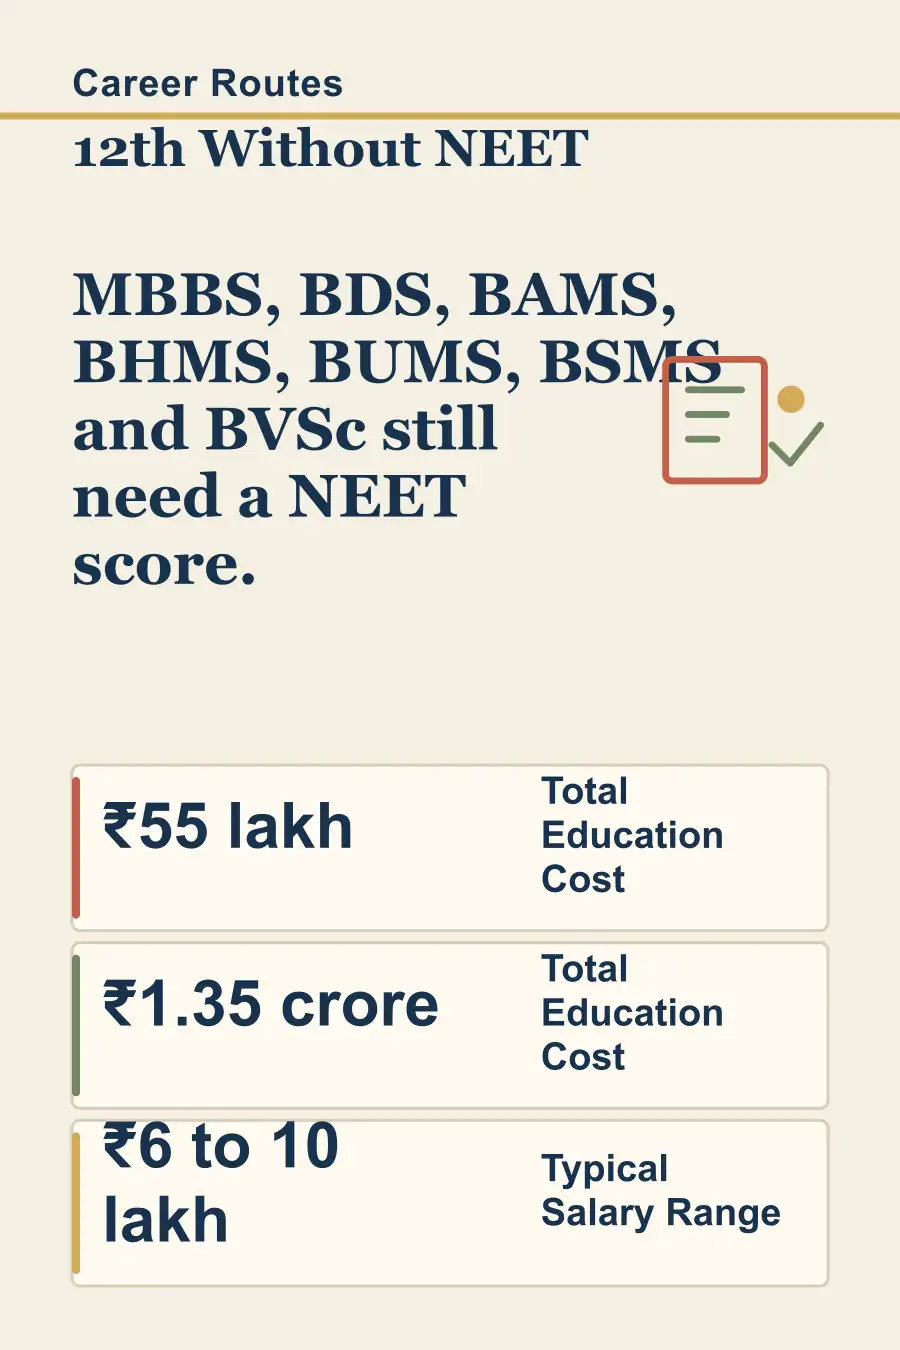 Career Routes
12th Without NEET
MBBS, BDS, BAMS,
BHMS, BUMS, BSMS
and BVSc still
need a NEET
score.
₹55 lakh
Total
Education
Cost
₹1.35 crore
Total
Education
Cost
₹6 to 10
lakh
Typical
Salary Range